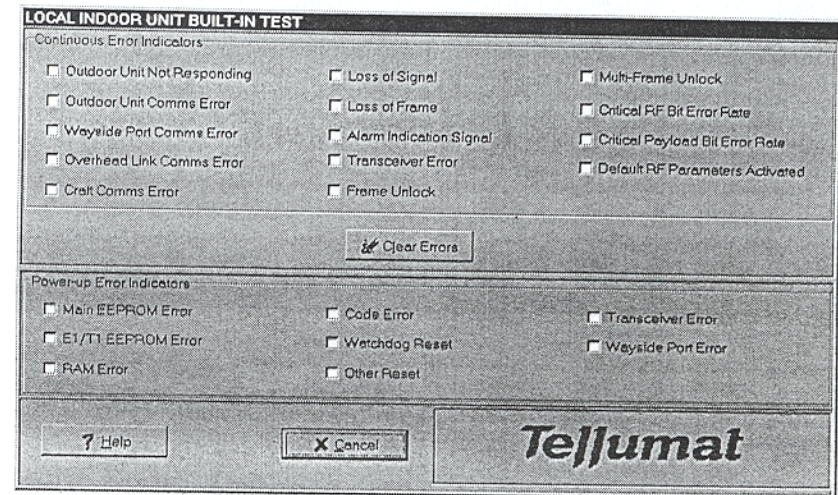 LOCAL INDOOR UNIT BUILT-IN TEST
Continuous Error Indicators
Outdoor Unit Not Responding
Outdoor Unit Comms Error
Wayside Port Comms Error
Overhead Link Comms Error
Craft Comms Error
Loss of Signal
Loss of Frame
Alarm Indication Signal
Transceiver Error
Frame Unlock
Multi-Frame Unlock
Critical RF Bit Error Rate
Critical Payload Bit Error Rate
Default RF Parameters Activated
Clear Errors
Power-up Error Indicators
Main EEPROM Error
E1/T1 EEPROM Error
RAM Error
Code Error
Watchdog Reset
Other Reset
Transceiver Error
Wayside Port Error
? Help
X Cancel
Tellumat